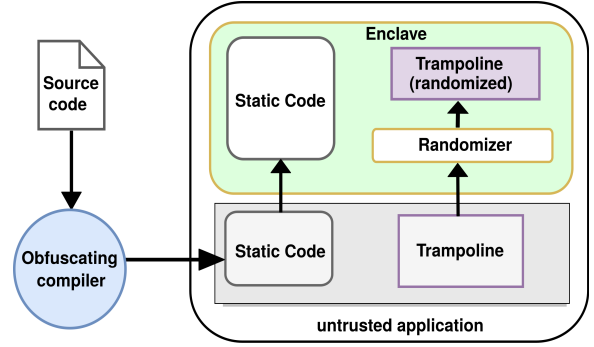 Enclave
Source
code
Static Code
Trampoline
(randomized)
Randomizer
Obfuscating
compiler
Static Code
Trampoline
untrusted application